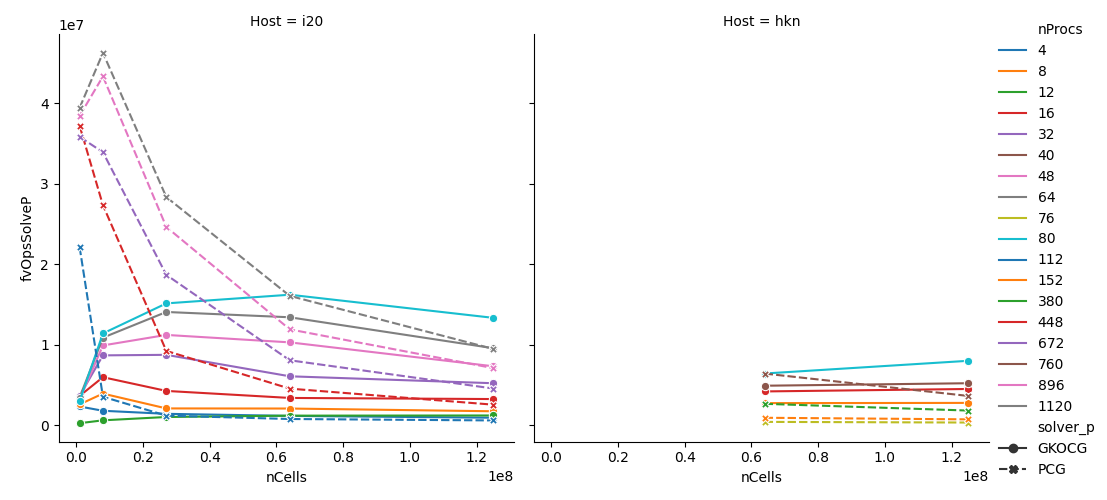 Host = i20
Host = hkn
1e7
fvOpsSolveP
4
3
2
1
0
0.0 0.2 0.4 0.6 0.8 1.0 1.2
1e8
nCells
0.0 0.2 0.4 0.6 0.8 1.0 1.2
1e8
nCells
nProcs
4
8
12
16
32
40
48
64
76
80
112
152
380
448
672
760
896
1120
solver_p
GKOCG
PCG